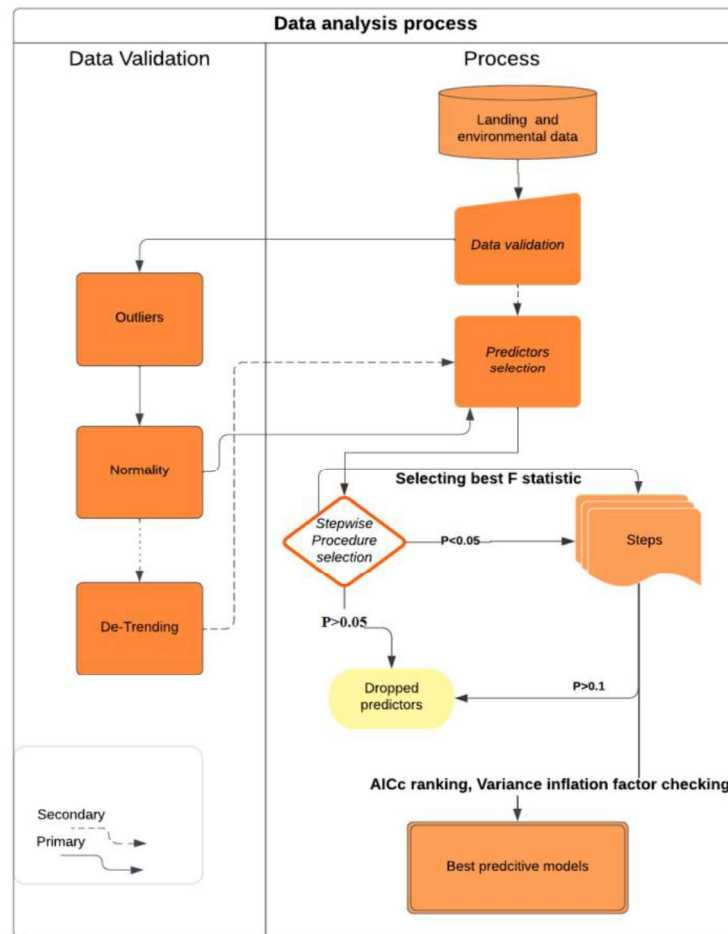 Data analysis process
Data Validation
Process
Landing and
environmental data
Data validation
Outliers
Predictors
selection
Normality
Selecting best F statistic
Stepwise
Procedure
selection
P<0.05
Steps
De-Trending
P>0.05
Dropped
predictors
P>0.1
AICc ranking, Variance inflation factor checking
Secondary
Primary
Best predcitive models